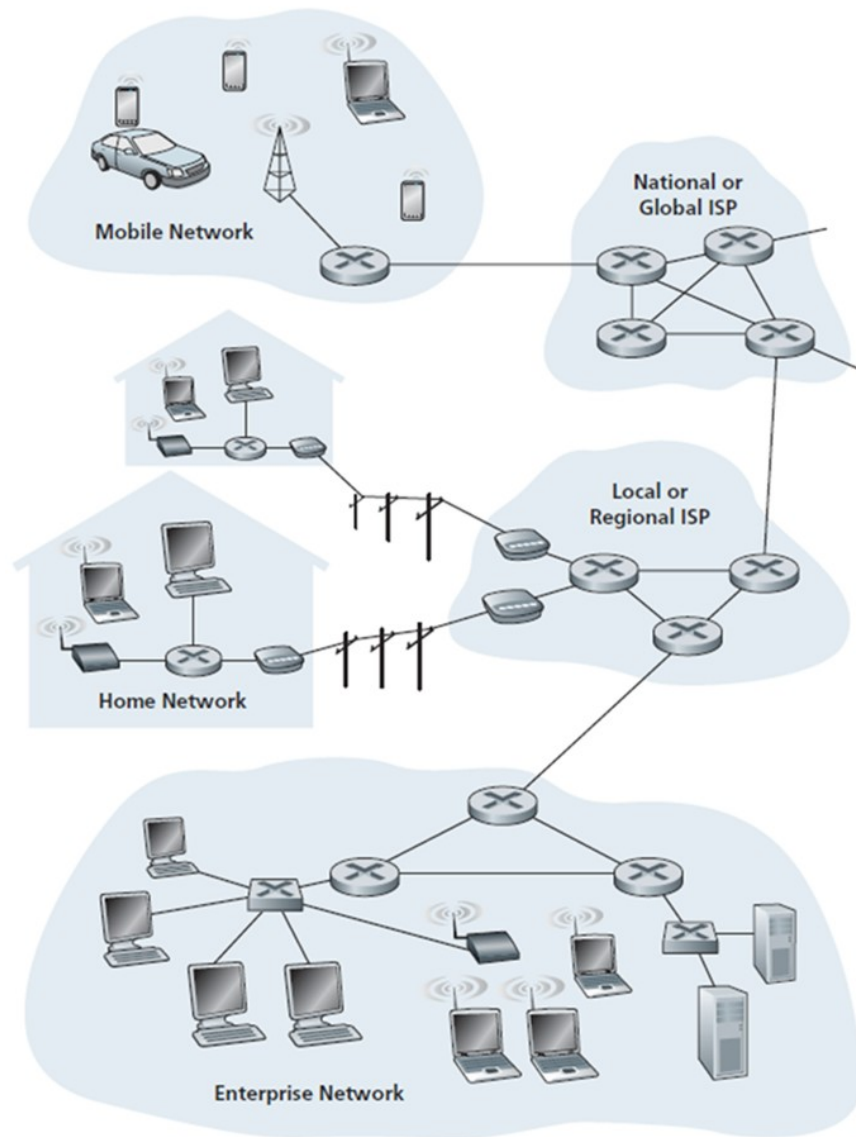 National or
Global ISP
Mobile Network
Local or
Regional ISP
Home Network
Enterprise Network